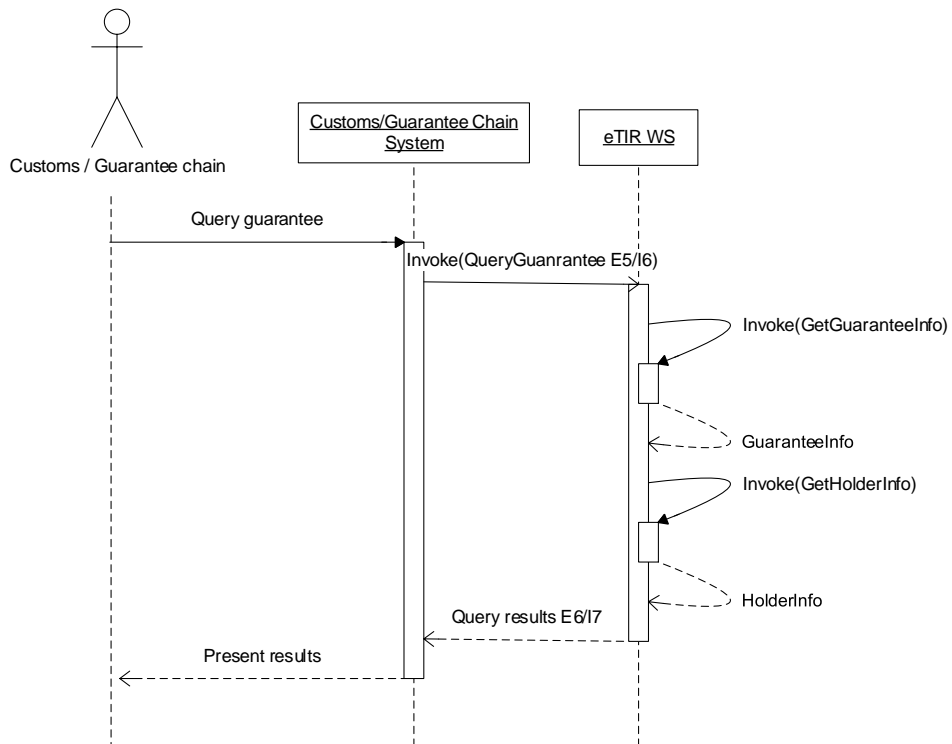 Customs/Guarantee Chain
System
eTIR WS
Customs / Guarantee chain
Query guarantee
Invoke(QueryGuanrantee E5/I6)
Invoke(GetGuaranteeInfo)
GuaranteeInfo
Invoke(GetHolderInfo)
HolderInfo
Query results E6/I7
Present results